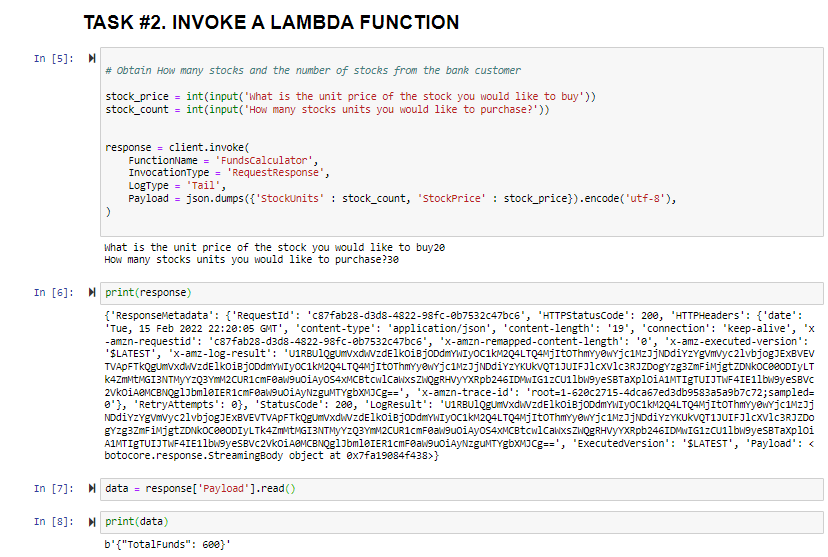 TASK #2. INVOKE A LAMBDA FUNCTION
In [5]:
# Obtain How many stocks and the number of stocks from the bank customer
stock_price = int(input('What is the unit price of the stock you would like to buy'))
stock_count = int(input('How many stocks units you would like to purchase?'))
response = client.invoke(
FunctionName = 'FundsCalculator',
InvocationType = 'RequestResponse',
LogType = 'Tail',
Payload = json.dumps({'StockUnits' : stock_count, 'StockPrice' : stock_price}).encode('utf-8'),
)
What is the unit price of the stock you would like to buy20
How many stocks units you would like to purchase?30
In [6]:
print(response)
{'ResponseMetadata': {'RequestId': 'c87fab28-d3d8-4822-98fc-0b7532c47bc6', 'HTTPStatusCode': 200, 'HTTPHeaders': {'date':
'Tue, 15 Feb 2022 22:20:05 GMT', 'content-type': 'application/json', 'content-length': '19', 'connection': 'keep-alive', 'x
-amzn-requestid': 'c87fab28-d3d8-4822-98fc-0b7532c47bc6', 'x-amzn-remapped-content-length': '0', 'x-amz-executed-version':
'$LATEST', 'x-amz-log-result':
'x-amzn-trace-id': 'root=1-620c2715-4dca67ed3db9583a5a9b7c72;sampled=
0'}, 'RetryAttempts': 0}, 'StatusCode': 200, 'LogResult':
'ExecutedVersion': '$LATEST', 'Payload': <
botocore.response.StreamingBody object at 0x7fa19084f438>}
In [7]:
data = response['Payload'].read()
In [8]:
print(data)
b'{"TotalFunds": 600}'